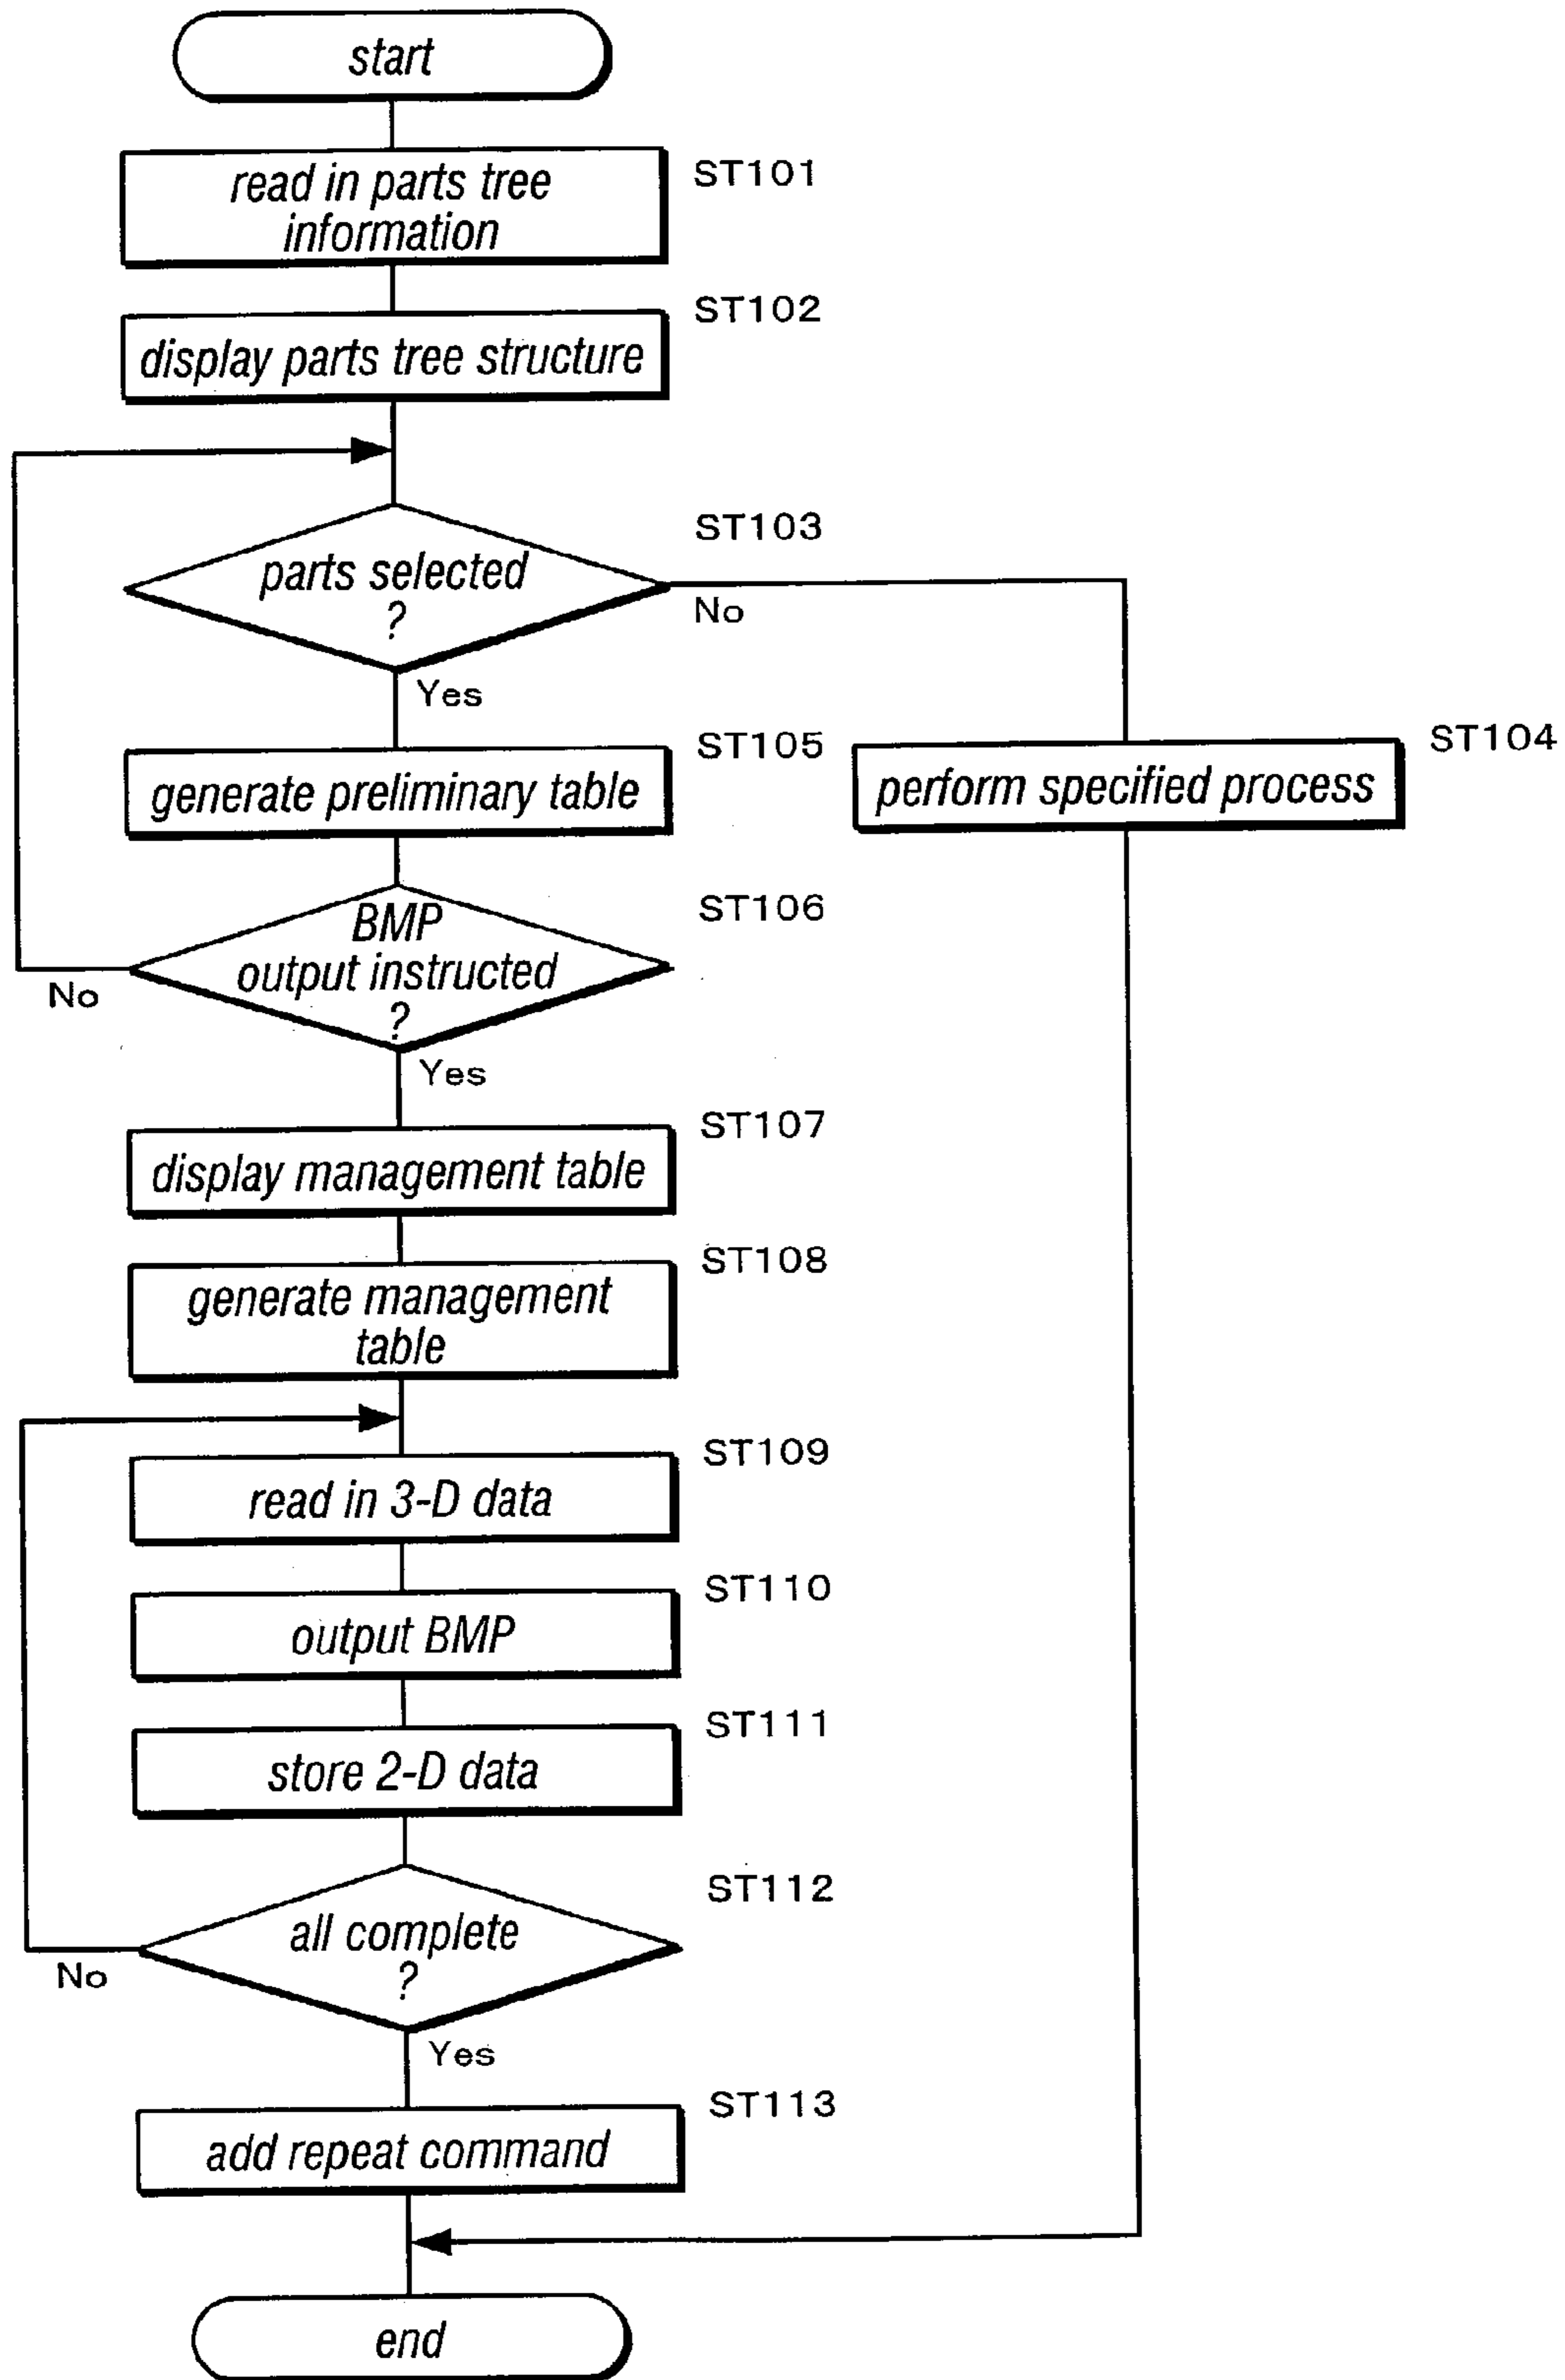 start
ST101
read in parts tree
information
ST102
display parts tree structure
ST103
parts selected
?
No
Yes
ST105
generate preliminary table
ST104
perform specified process
ST106
BMP
output instructed
?
No
Yes
ST107
display management table
ST108
generate management
table
ST109
read in 3-D data
ST110
output BMP
ST111
store 2-D data
ST112
all complete
?
No
Yes
ST113
add repeat command
end